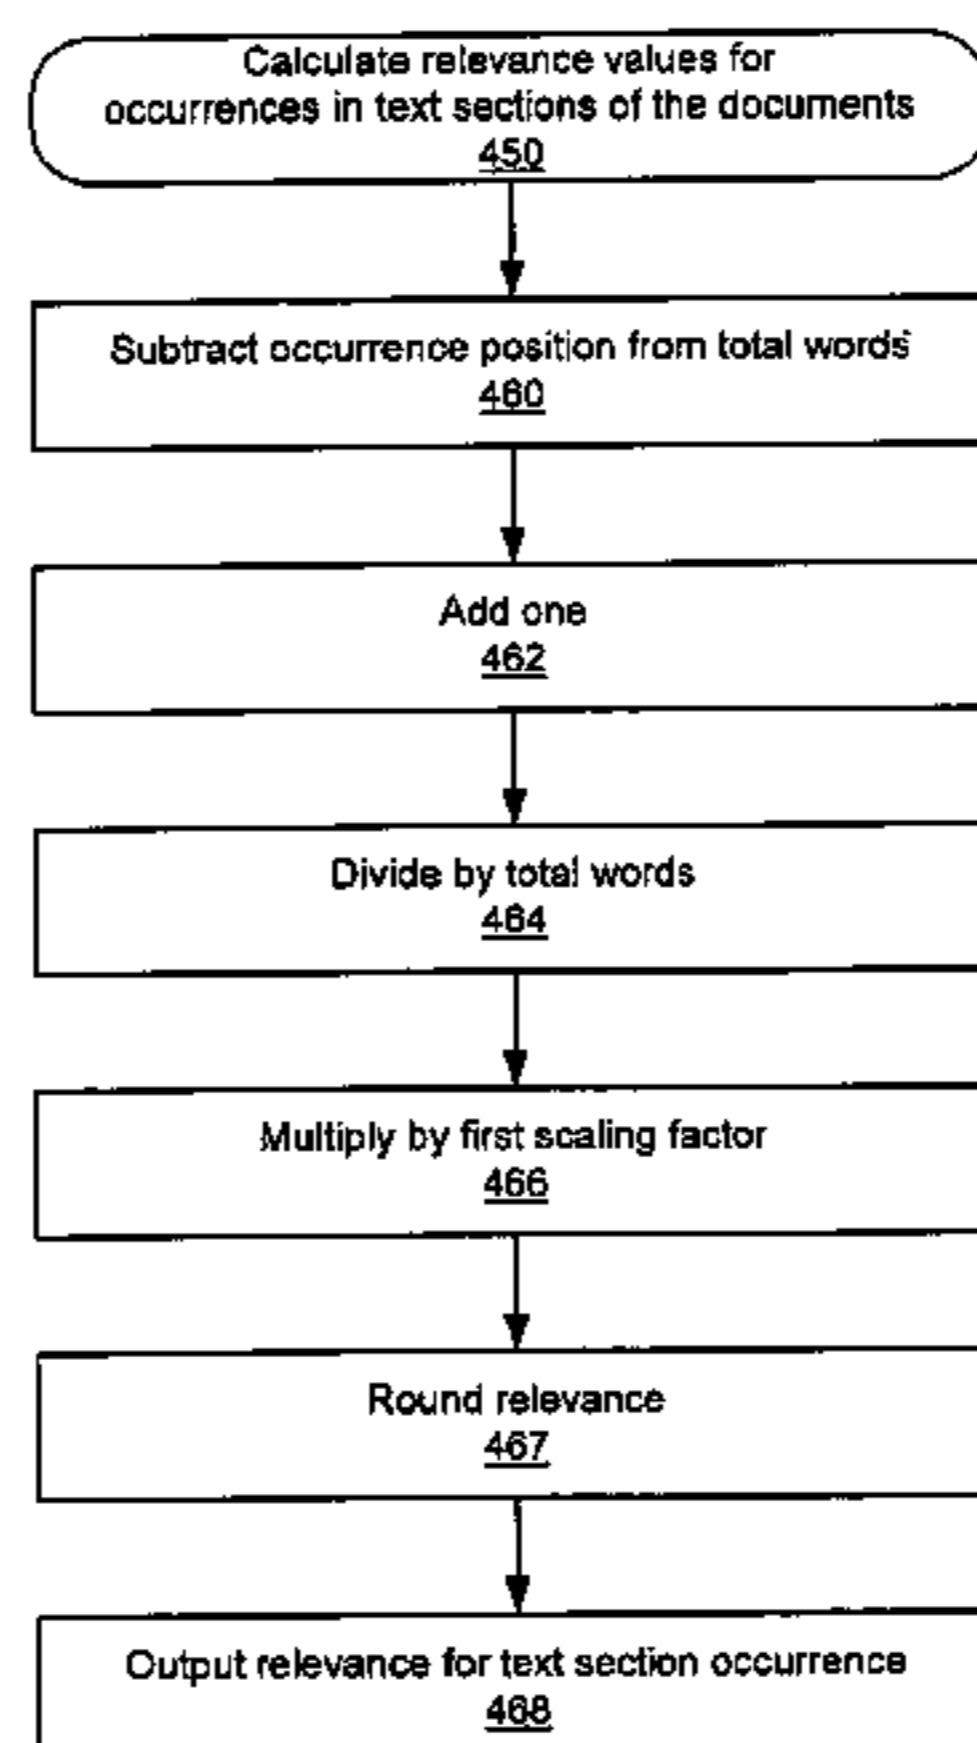 Calculate relevance values for
occurrences in text sections of the documents
450
Subtract occurrence position from total words
460
Add one
462
Divide by total words
464
Multiply by first scaling factor
466
Round relevance
467
Output relevance for text section occurrence
468